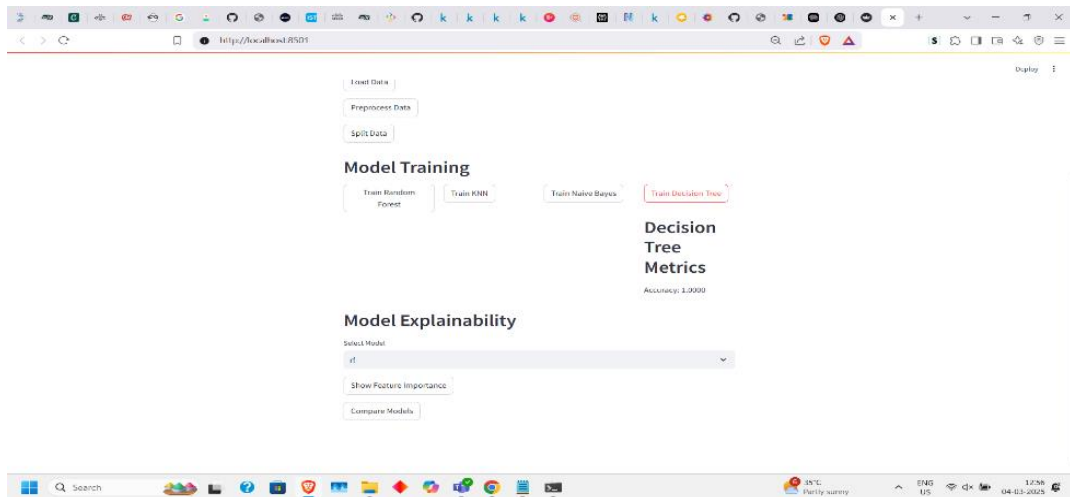 http://localhost:8501
Deploy
Load Data
Preprocess Data
Split Data
Model Training
Train Random
Forest
Train KNN
Train Naive Bayes
Train Decision Tree
Decision
Tree
Metrics
Accuracy: 1.0000
Model Explainability
Select Model
rf
Show Feature Importance
Compare Models
Search
35°C
Partly sunny
ENG
US
12:56
04-03-2025